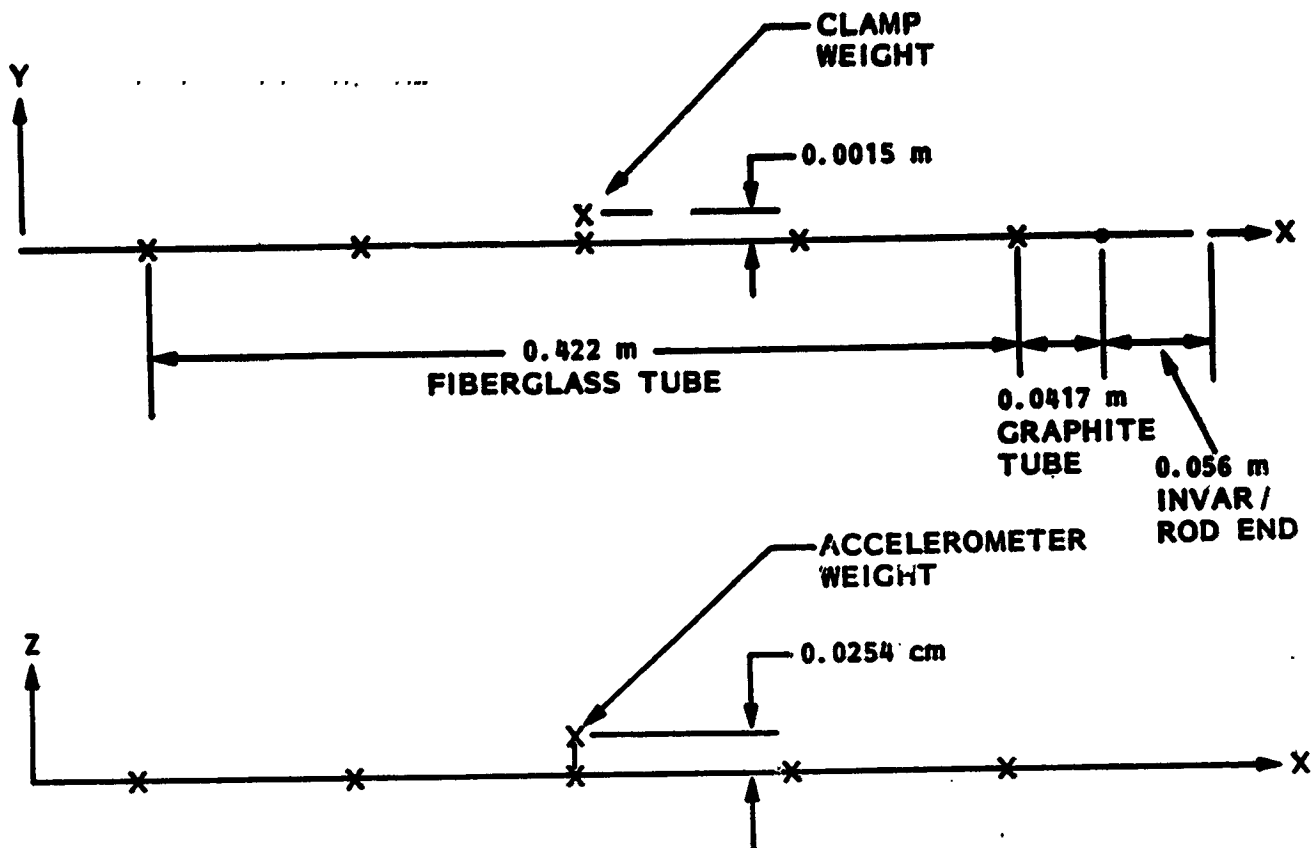 CLAMP
WEIGHT
Y
0.0015 m
X
0.422 m
FIBERGLASS TUBE
0.0417 m
GRAPHITE
TUBE
0.056 m
INVAR/
ROD END
ACCELEROMETER
WEIGHT
Z
0.0254 cm
X